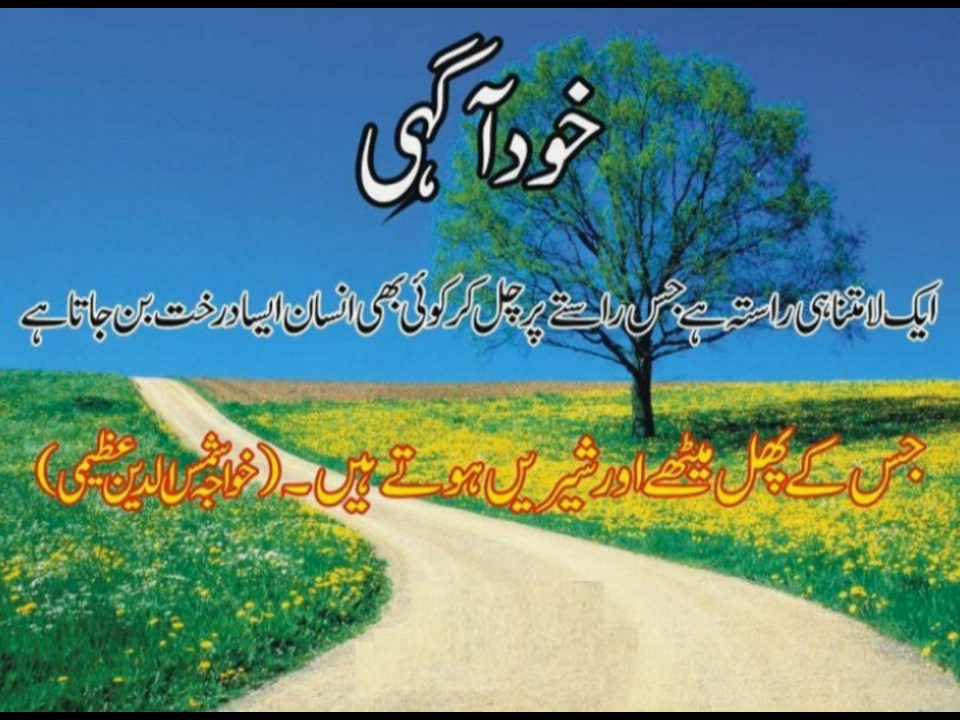 خود آگہی
ایک لامتناہی راستہ ہے جس راستے پر چل کر کوئی بھی انسان ایسا درخت بن جاتا ہے
جس کے پھل میٹھے اور شیریں ہوتے ہیں۔ (خواجہ شمس الدین عظیمی)